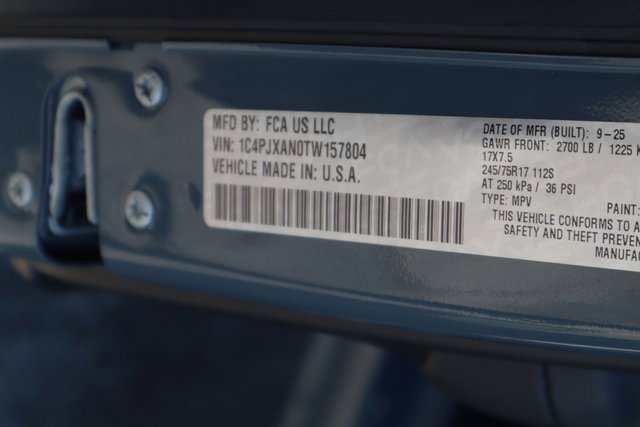 MFD BY: FCA US LLC
VIN: 1C4PJXAN0TW157804
VEHICLE MADE IN: U.S.A.
DATE OF MFR (BUILT): 9-25
GAWR FRONT: 2700 LB / 1225 K
17X7.5
245/75R17 112S
AT 250 kPa / 36 PSI
TYPE: MPV
PAINT:
THIS VEHICLE CONFORMS TO A
SAFETY AND THEFT PREVEN
MANUFAC